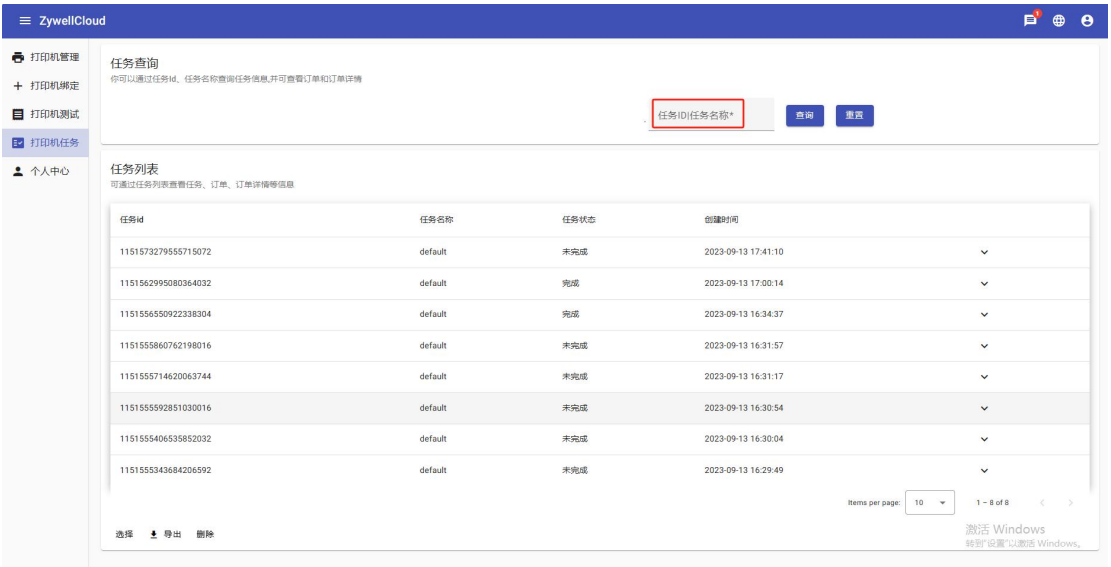 ZywellCloud
1
打印机管理
打印机绑定
打印机测试
打印机任务
个人中心
任务查询
你可以通过任务Id、任务名称查询任务信息,并可查看订单和订单详情
任务ID|任务名称*
查询
重置
任务列表
可通过任务列表查看任务、订单、订单详情等信息
任务id 任务名称 任务状态 创建时间
1151573279555715072 default 未完成 2023-09-13 17:41:10
1151562995080364032 default 完成 2023-09-13 17:00:14
1151556550922338304 default 完成 2023-09-13 16:34:37
1151555860762198016 default 未完成 2023-09-13 16:31:57
1151555714620063744 default 未完成 2023-09-13 16:31:17
1151555592851030016 default 未完成 2023-09-13 16:30:54
1151555406535852032 default 未完成 2023-09-13 16:30:04
1151555343684206592 default 未完成 2023-09-13 16:29:49
Items per page: 10 1 – 8 of 8
选择 导出 删除
激活 Windows
转到"设置"以激活 Windows。